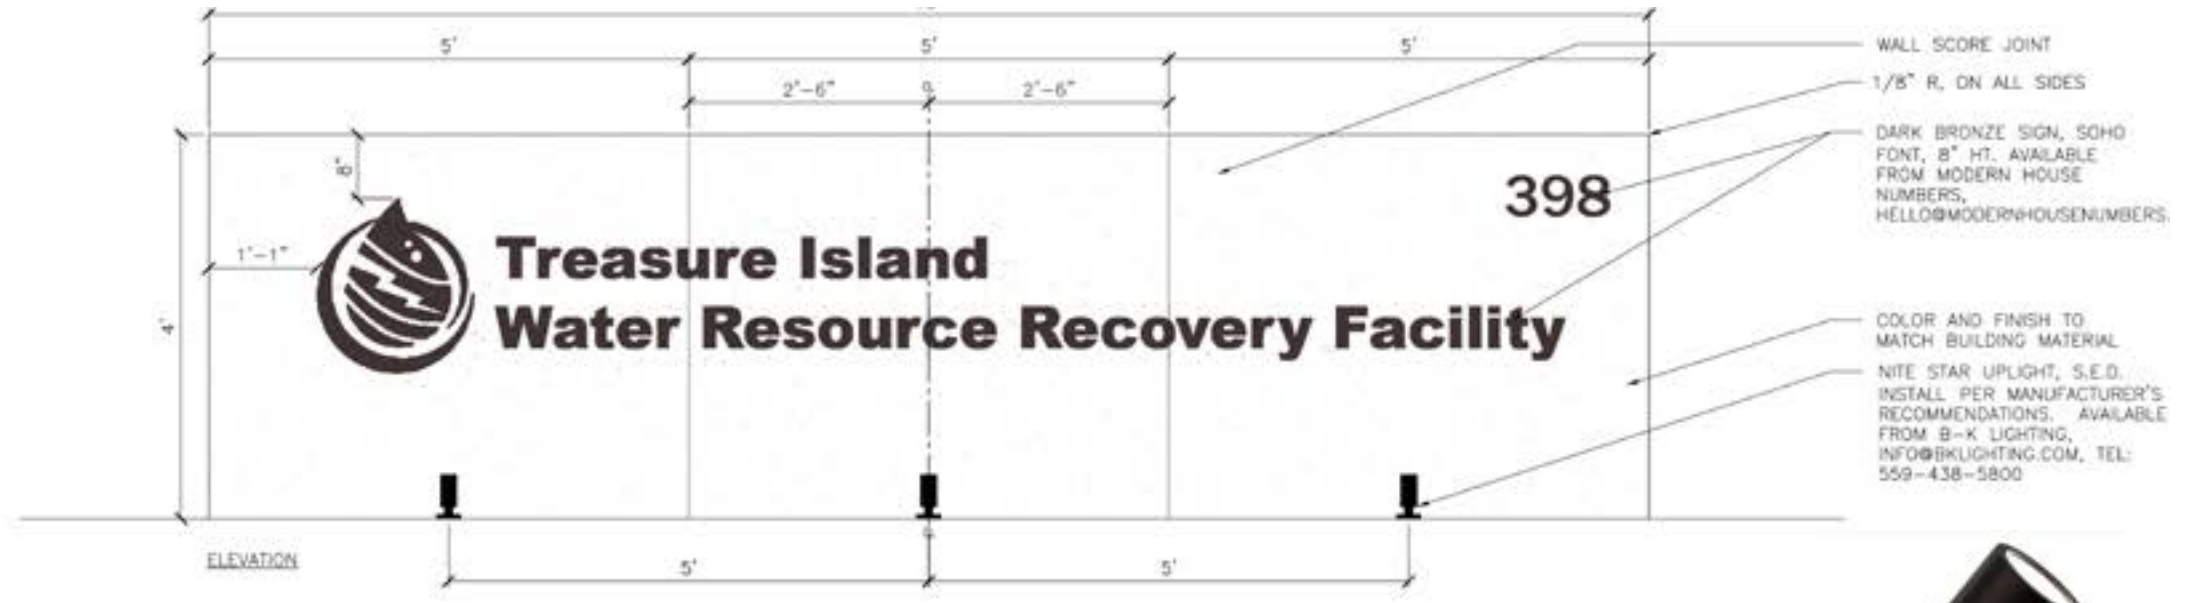 5'
5'
5'
2'-6"
2'-6"
8"
1'-1"
4'
398
Treasure Island
Water Resource Recovery Facility
WALL SCORE JOINT
1/8" R, ON ALL SIDES
DARK BRONZE SIGN, SOHO
FONT, 8" HT. AVAILABLE
FROM MODERN HOUSE
NUMBERS,
HELLO@MODERNHOUSENUMBERS.
COLOR AND FINISH TO
MATCH BUILDING MATERIAL
NITE STAR UPLIGHT, S.E.D.
INSTALL PER MANUFACTURER'S
RECOMMENDATIONS. AVAILABLE
FROM B-K LIGHTING,
INFO@BKLIGHTING.COM, TEL:
559-438-5800
ELEVATION
5'
5'